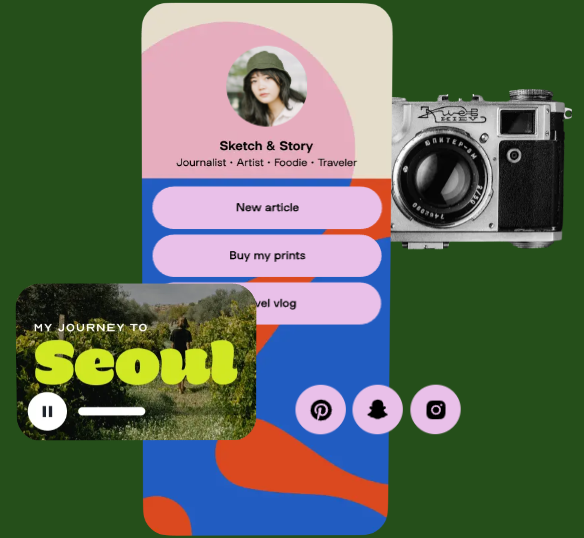 Sketch & Story
Journalist • Artist • Foodie • Traveler
New article
Buy my prints
vel vlog
MY JOURNEY TO
Seoul
Киев
KIEV
ЮПИТЕР-8М
2/50